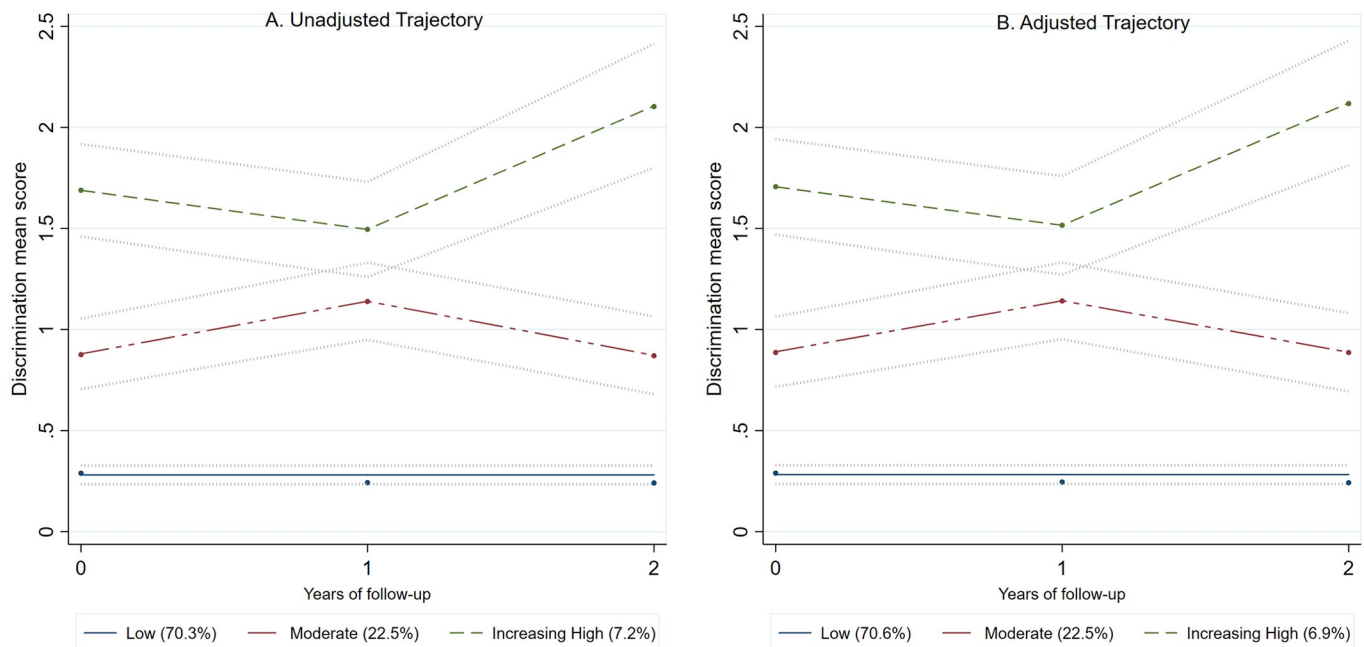 A. Unadjusted Trajectory
2.5
2
1.5
1
.5
0
Discrimination mean score
0 1 2
Years of follow-up
Low (70.3%) Moderate (22.5%) Increasing High (7.2%)
B. Adjusted Trajectory
2.5
2
1.5
1
.5
0
Discrimination mean score
0 1 2
Years of follow-up
Low (70.6%) Moderate (22.5%) Increasing High (6.9%)